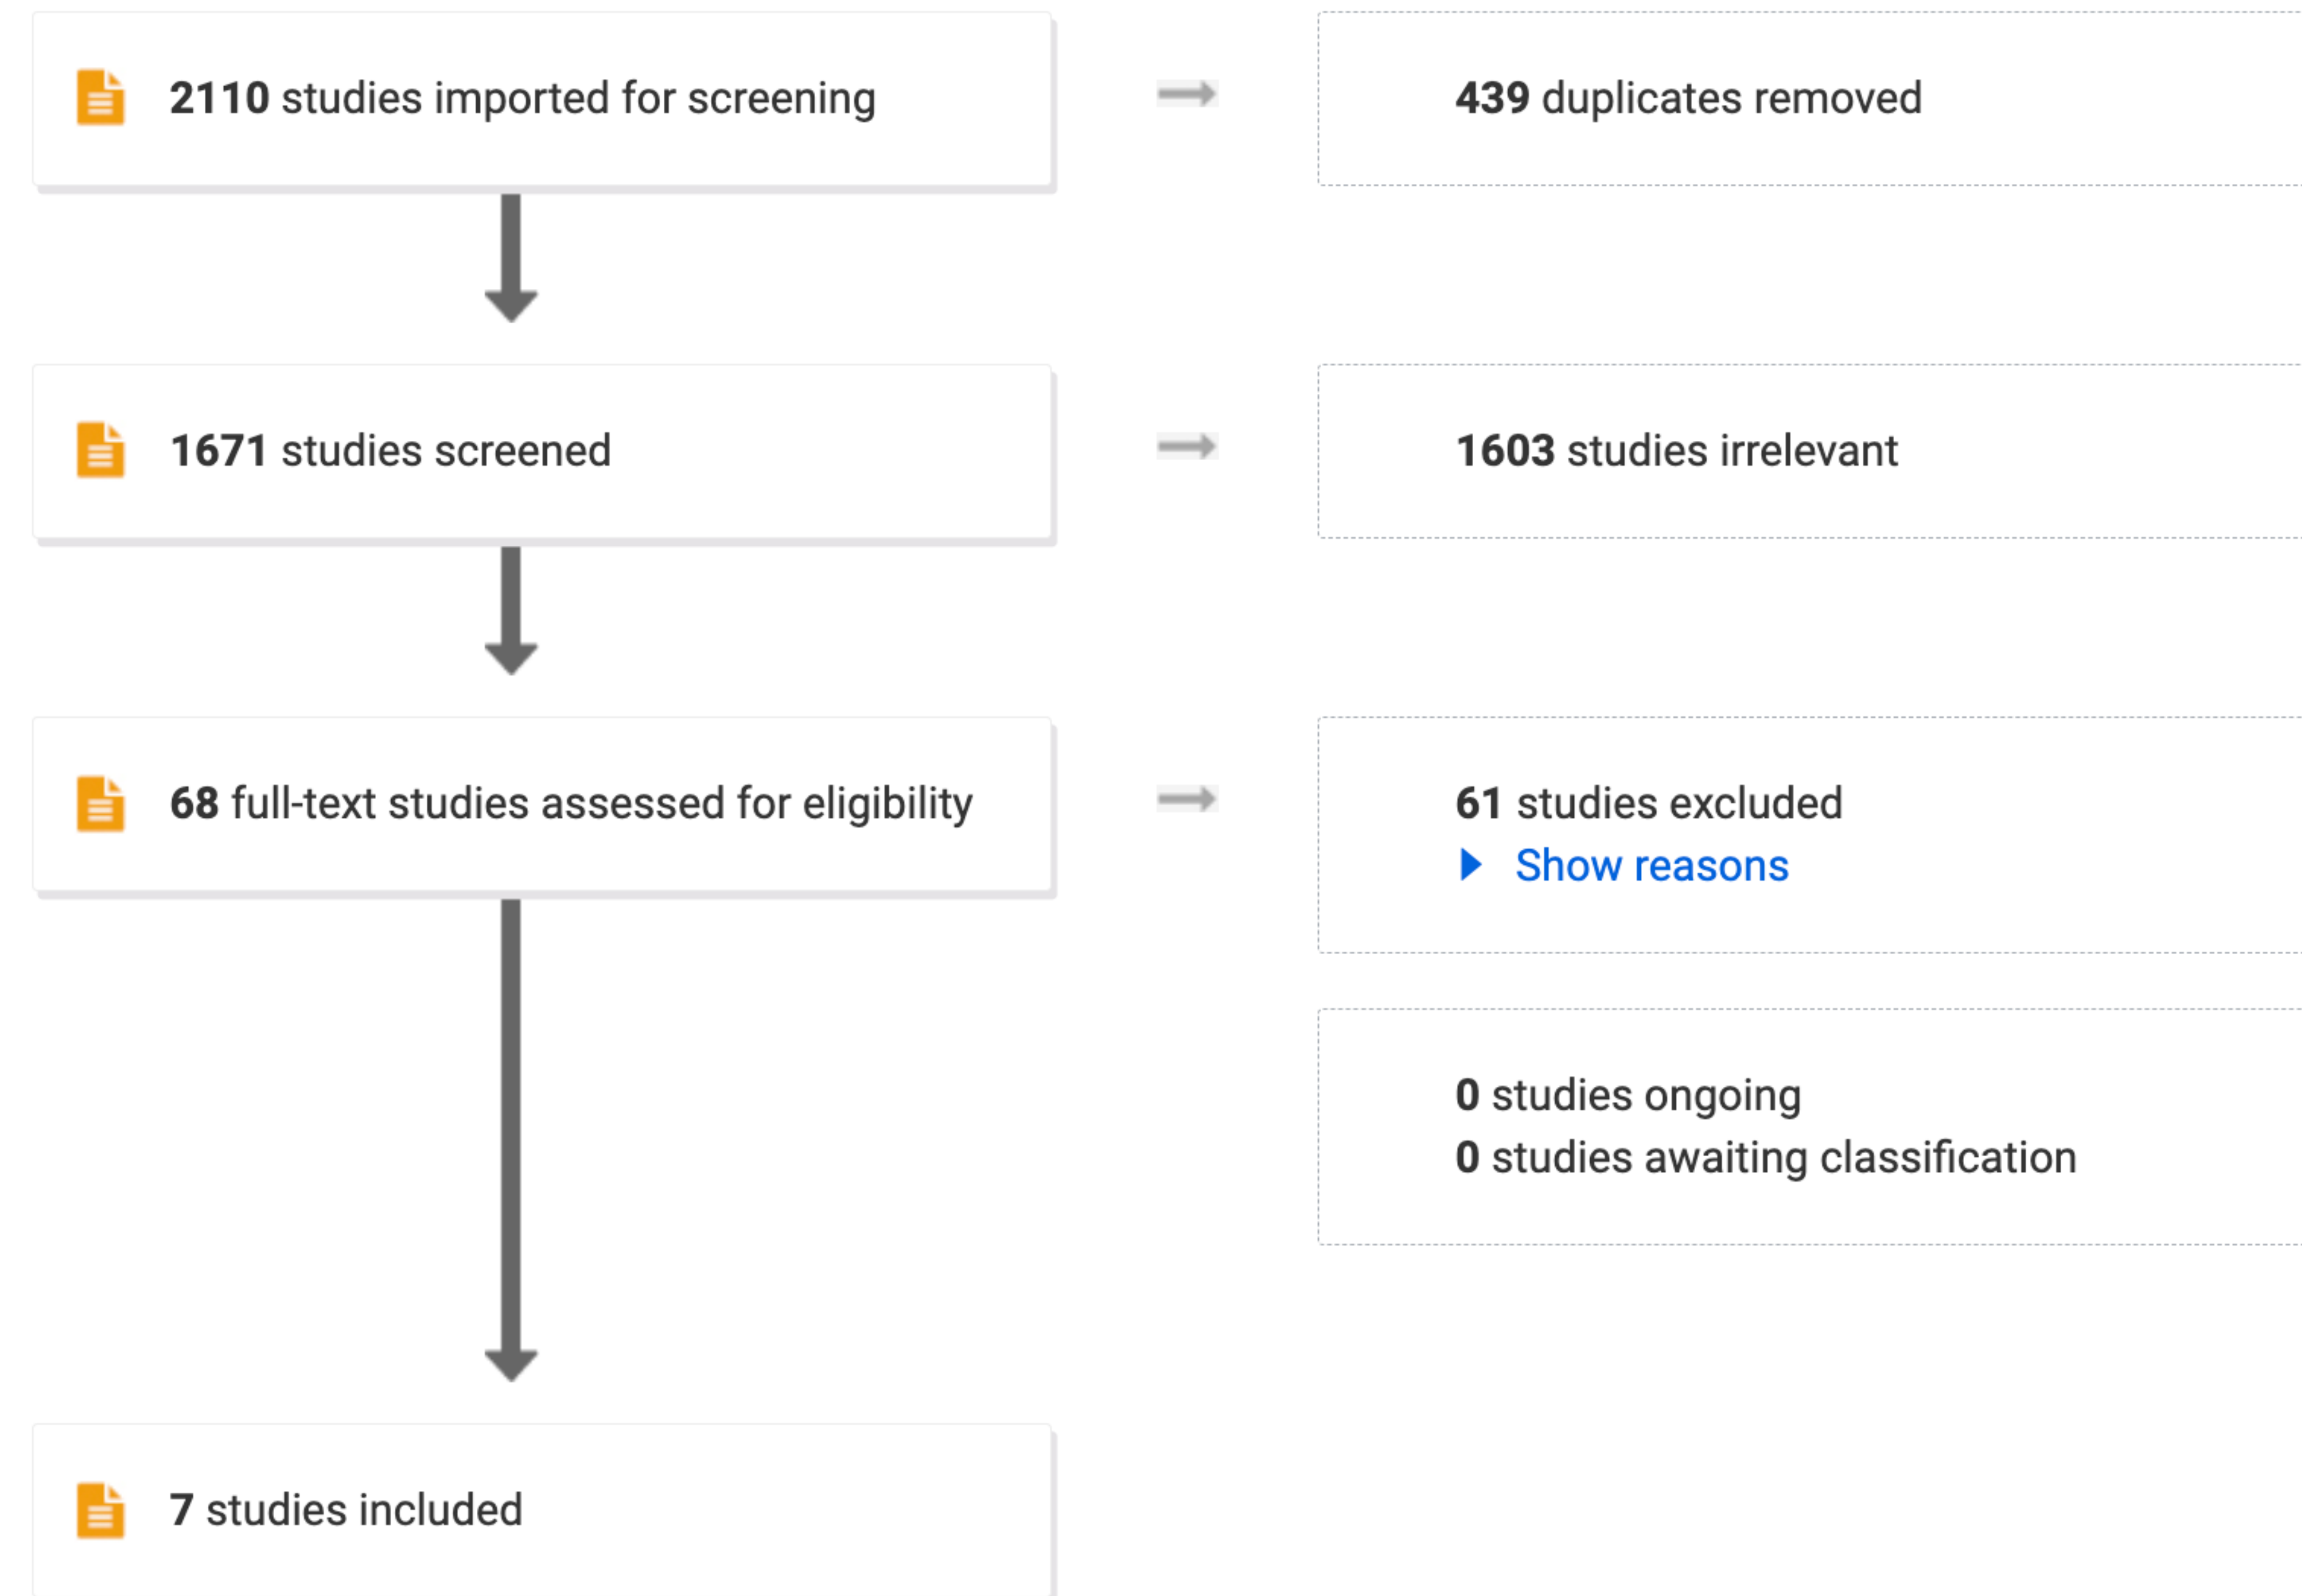 2110 studies imported for screening
439 duplicates removed
1671 studies screened
1603 studies irrelevant
68 full-text studies assessed for eligibility
61 studies excluded
Show reasons
0 studies ongoing
0 studies awaiting classification
7 studies included